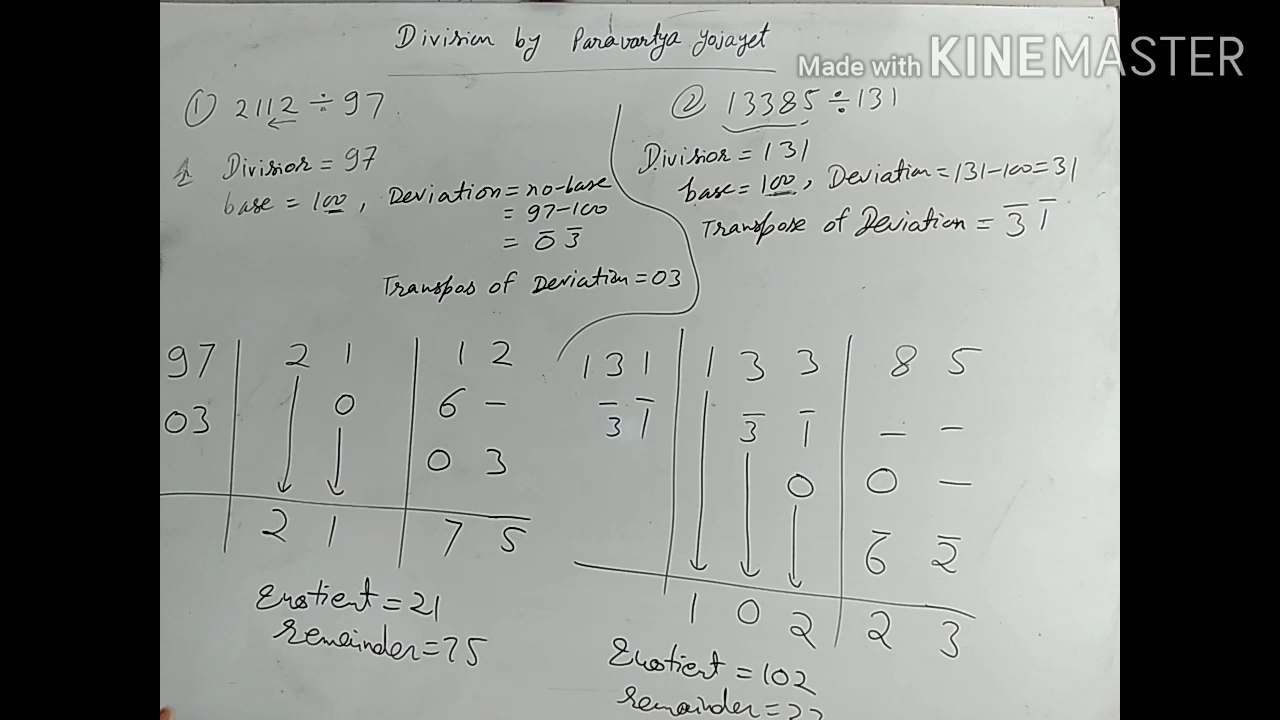 Division by Paravartya Yojayet
Made with KINEMASTER
① 2112 ÷ 97
Divisior = 97
base = 100, Deviation = no-base
= 97-100
= 0̅ 3̅
Transpos of Deviation = 03
97 | 2 1 | 1 2
03 | 0 | 6 -
0 3
2 1 | 7 5
Quotient = 21
remainder = 75
② 13385 ÷ 131
Divisior = 131
base = 100, Deviation = 131-100 = 31
Transpose of Deviation = 3̅ 1̅
131 | 1 3 3 | 8 5
3̅ 1̅ | 3̅ 1̅ | - -
0 | 0 -
6̅ 2̅
1 0 2 | 2 3
Quotient = 102
remainder =